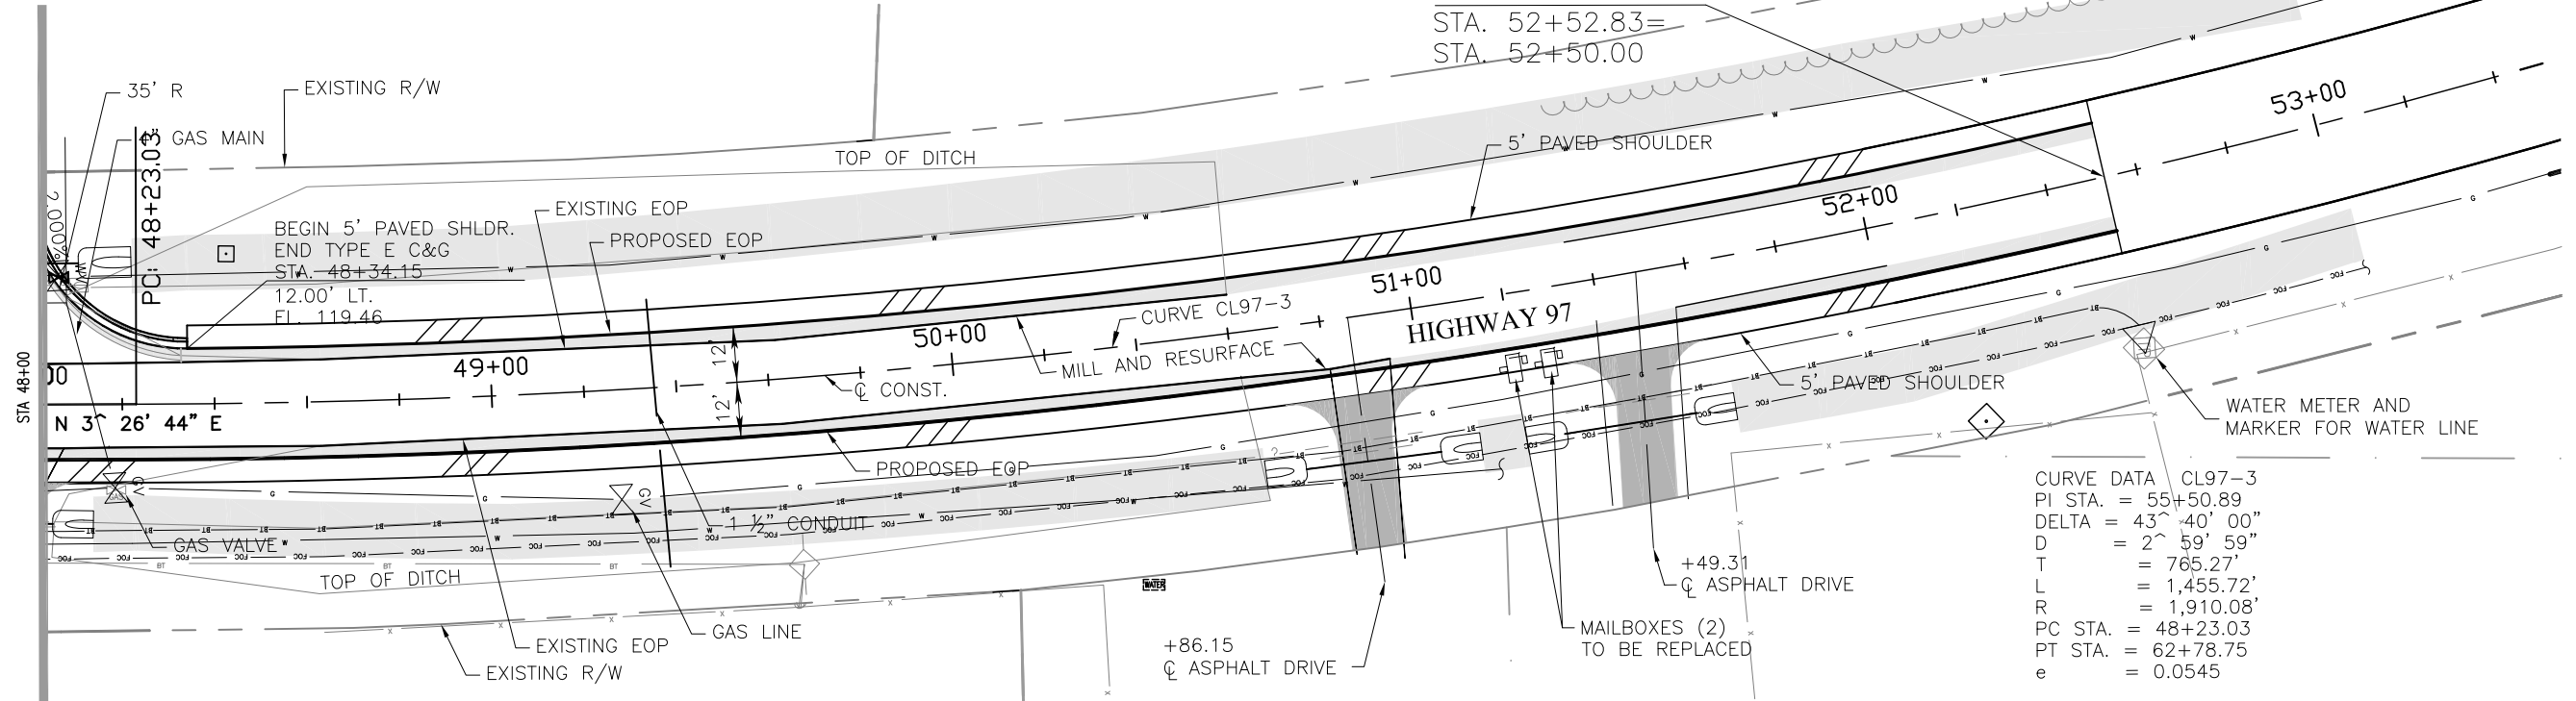 STA. 52+52.83=
STA. 52+50.00
35' R
EXISTING R/W
GAS MAIN
PC: 48+23.03
TOP OF DITCH
5' PAVED SHOULDER
53+00
52+00
51+00
50+00
49+00
BEGIN 5' PAVED SHLDR.
END TYPE E C&G
STA. 48+34.15
12.00' LT.
EL. 119.46
EXISTING EOP
PROPOSED EOP
CURVE CL97-3
HIGHWAY 97
MILL AND RESURFACE
℄ CONST.
12'
12'
STA 48+00
00
N 3^ 26' 44" E
2.00%
5' PAVED SHOULDER
WATER METER AND
MARKER FOR WATER LINE
PROPOSED EOP
1 ½" CONDUIT
GV
GV
GAS
GAS VALVE
TOP OF DITCH
GAS LINE
EXISTING EOP
EXISTING R/W
WATER
+86.15
℄ ASPHALT DRIVE
MAILBOXES (2)
TO BE REPLACED
+49.31
℄ ASPHALT DRIVE
CURVE DATA CL97-3
PI STA. = 55+50.89
DELTA = 43^ 40' 00"
D = 2^ 59' 59"
T = 765.27'
L = 1,455.72'
R = 1,910.08'
PC STA. = 48+23.03
PT STA. = 62+78.75
e = 0.0545